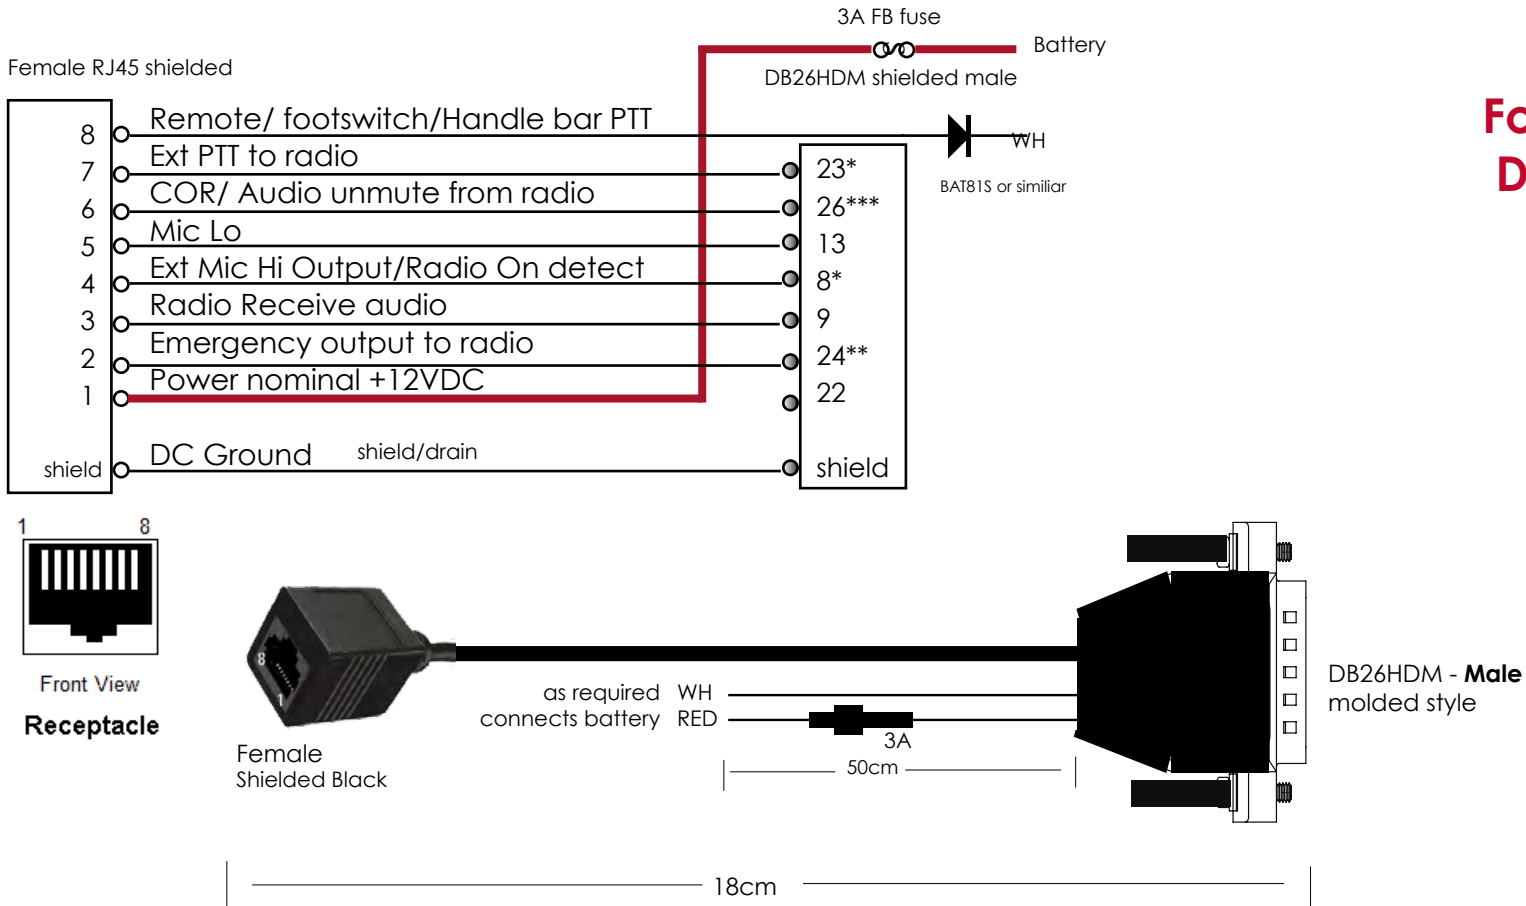 3A FB fuse
Battery
Female RJ45 shielded
DB26HDM shielded male
Fo
D
8 Remote/ footswitch/Handle bar PTT
WH
7 Ext PTT to radio 23*
BAT81S or similiar
6 COR/ Audio unmute from radio 26***
5 Mic Lo 13
4 Ext Mic Hi Output/Radio On detect 8*
3 Radio Receive audio 9
2 Emergency output to radio 24**
1 Power nominal +12VDC 22
shield DC Ground shield/drain shield
1 8
Front View
Receptacle
8
1
Female
Shielded Black
as required WH
connects battery RED
3A
50cm
DB26HDM - Male
molded style
18cm